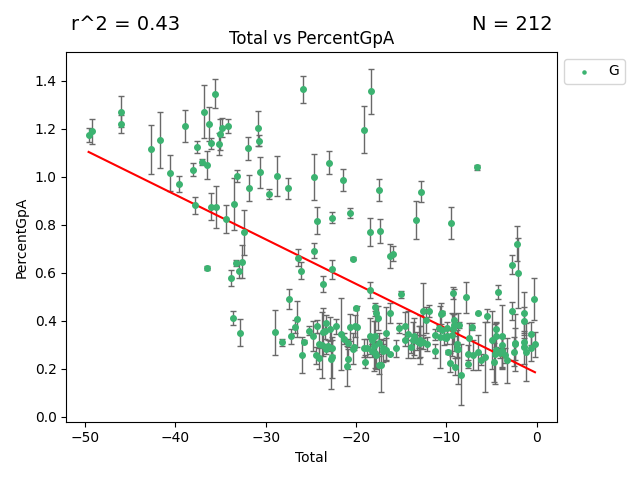 r^2 = 0.43
N = 212
Total vs PercentGpA
G
PercentGpA
1.4
1.2
1.0
0.8
0.6
0.4
0.2
0.0
−50
−40
−30
−20
−10
0
Total